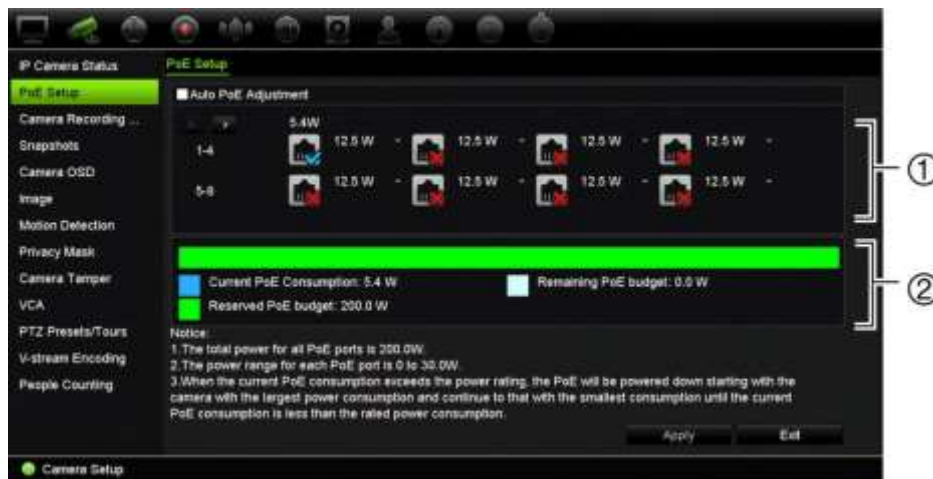 IP Camera Status
PoE Setup
PoE Setup
Auto PoE Adjustment
Camera Recording ...
5.4W
1-4
12.5 W - 12.5 W - 12.5 W - 12.5 W -
Snapshots
Camera OSD
5-8
12.5 W - 12.5 W - 12.5 W - 12.5 W -
Image
Motion Detection
Privacy Mask
Camera Tamper
VCA
PTZ Presets/Tours
V-stream Encoding
People Counting
①
Current PoE Consumption: 5.4 W
Remaining PoE budget: 0.0 W
Reserved PoE budget: 200.0 W
②
Notice:
1.The total power for all PoE ports is 200.0W.
2.The power range for each PoE port is 0 to 30.0W.
3.When the current PoE consumption exceeds the power rating, the PoE will be powered down starting with the
camera with the largest power consumption and continue to that with the smallest consumption until the current
PoE consumption is less than the rated power consumption.
Apply
Exit
Camera Setup